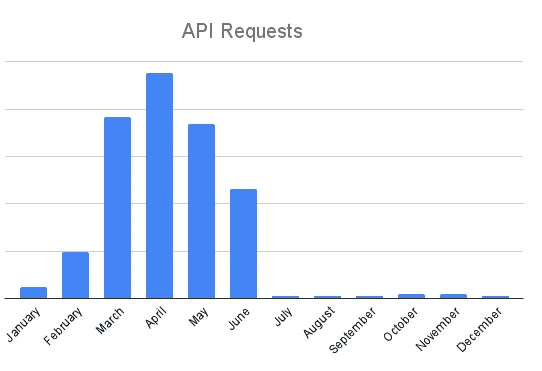 API Requests
January
February
March
April
May
June
July
August
September
October
November
December